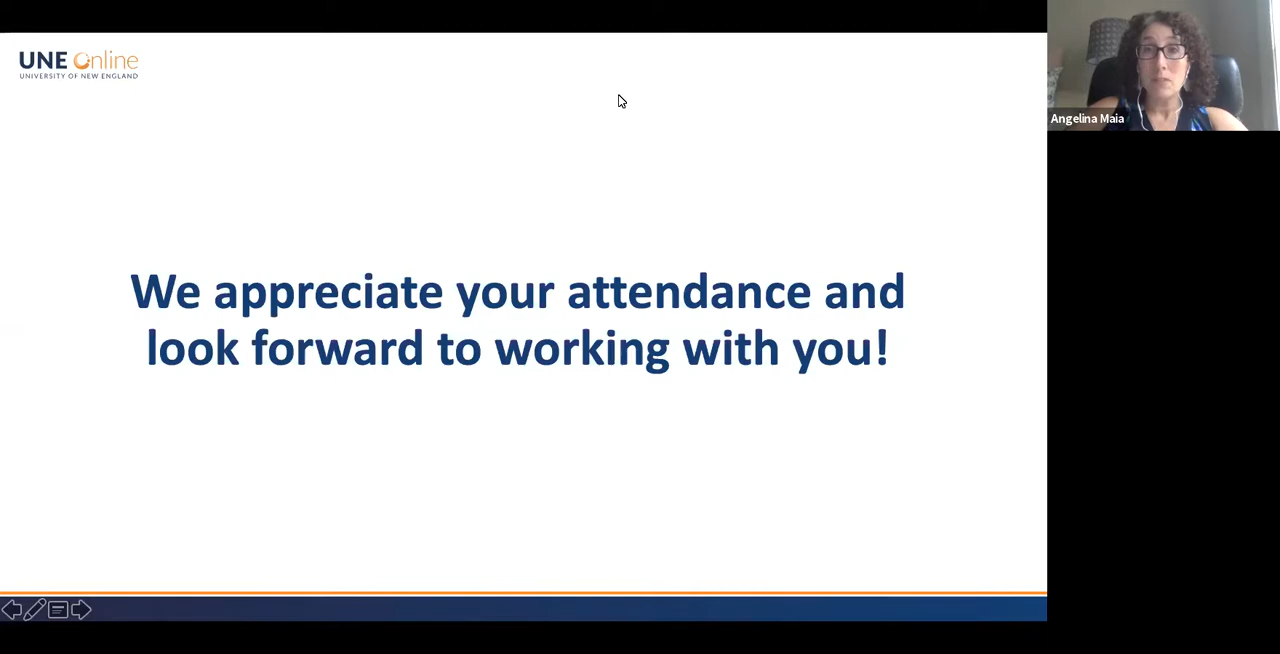 UNE Online
UNIVERSITY OF NEW ENGLAND
Angelina Maia
We appreciate your attendance and
look forward to working with you!